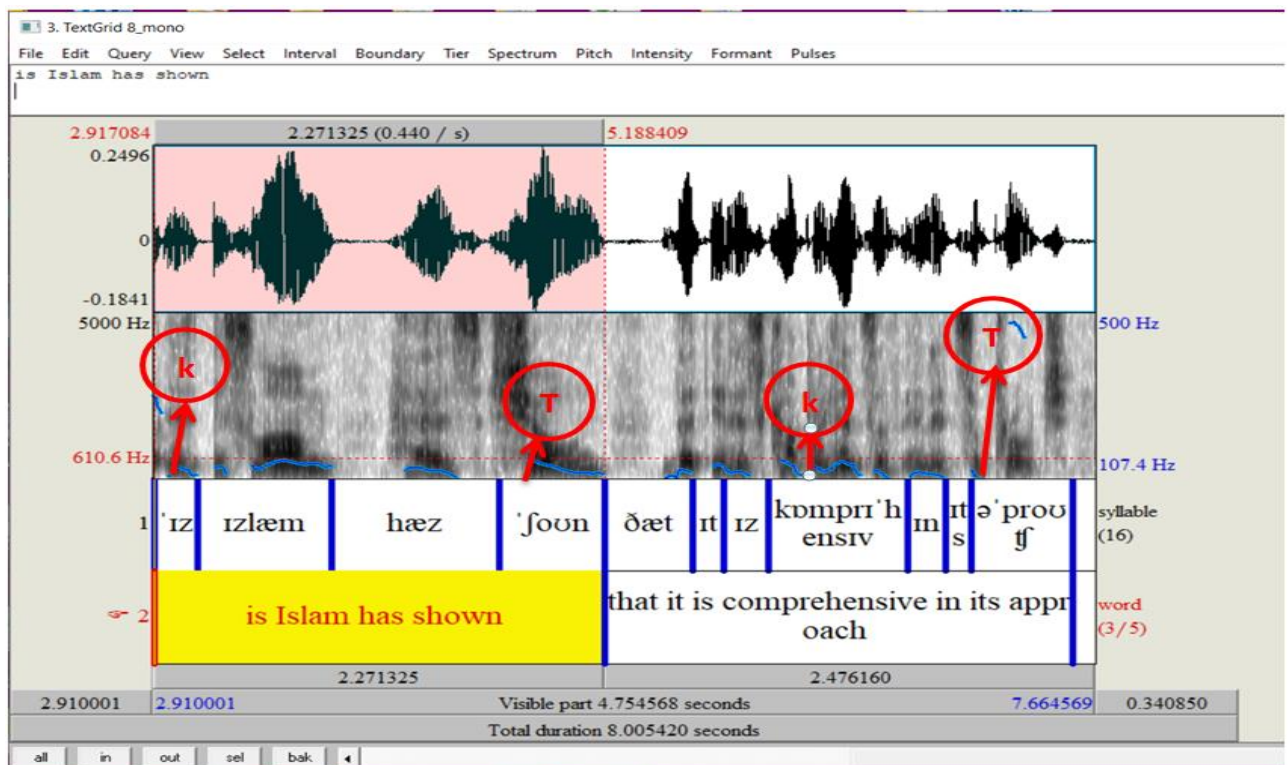 3. TextGrid 8_mono
File Edit Query View Select Interval Boundary Tier Spectrum Pitch Intensity Formant Pulses
is Islam has shown
2.917084 2.271325 (0.440 / s) 5.188409
0.2496
0
-0.1841
5000 Hz 500 Hz
k T k T
610.6 Hz 107.4 Hz
1 ˈɪz ɪzlæm hæz ˈʃoʊn ðæt ɪt ɪz kɒmprɪˈh ɪn ɪt əˈproʊ syllable
ensɪv s ʧ (16)
2 is Islam has shown that it is comprehensive in its appr word
oach (3/5)
2.271325 2.476160
2.910001 2.910001 Visible part 4.754568 seconds 7.664569 0.340850
Total duration 8.005420 seconds
all in out sel bak